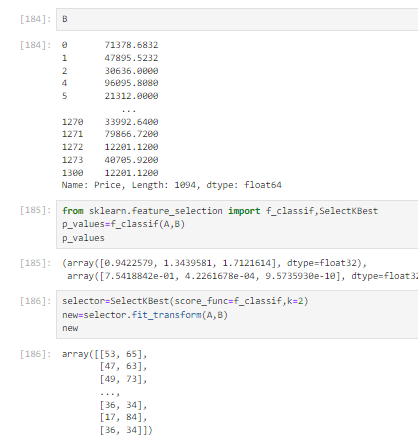 [184]: B
[184]: 0 71378.6832
1 47895.5232
2 30636.0000
4 96095.8080
5 21312.0000
...
1270 33992.6400
1271 79866.7200
1272 12201.1200
1273 40705.9200
1300 12201.1200
Name: Price, Length: 1094, dtype: float64
[185]: from sklearn.feature_selection import f_classif,SelectKBest
p_values=f_classif(A,B)
p_values
[185]: (array([0.9422579, 1.3439581, 1.7121614], dtype=float32),
array([7.5418842e-01, 4.2261678e-04, 9.5735930e-10], dtype=float32
[186]: selector=SelectKBest(score_func=f_classif,k=2)
new=selector.fit_transform(A,B)
new
[186]: array([[53, 65],
[47, 63],
[49, 73],
...,
[36, 34],
[17, 84],
[36, 34]])